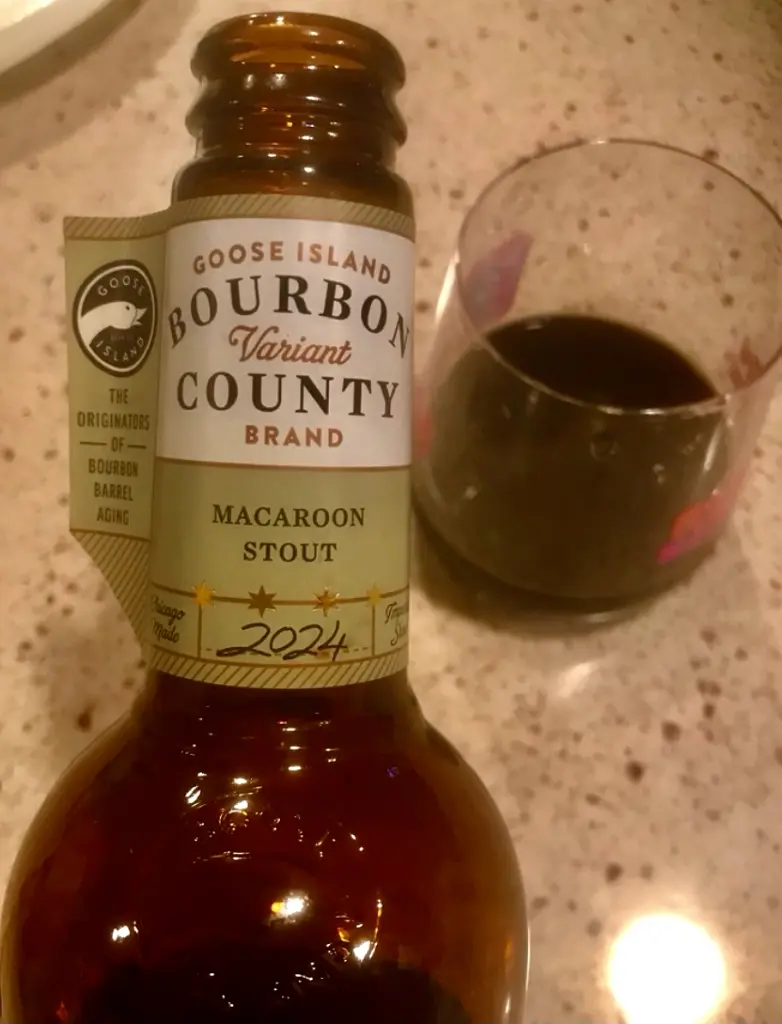 GOOSE
ISLAND
THE
ORIGINATORS
OF
BOURBON
BARREL
AGING
GOOSE ISLAND
BOURBON
Variant
COUNTY
BRAND
MACAROON
STOUT
Chicago
Made
2024